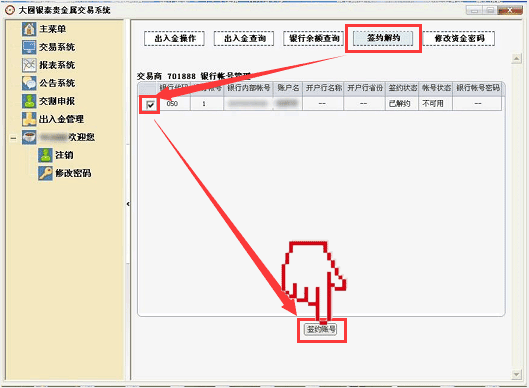 大圆银泰贵金属交易系统
主菜单
交易系统
报表系统
公告系统
交割申报
出入金管理
欢迎您
注销
修改密码
出入金操作 出入金查询 银行余额查询 签约解约 修改资金密码
交易商 701888 银行帐号管理
银行代码 帐号 银行内部帐号 账户名 开户行名称 开户行省份 签约状态 帐号状态 银行帐号密码
050 1 -- -- 已解约 不可用 --
签约账号